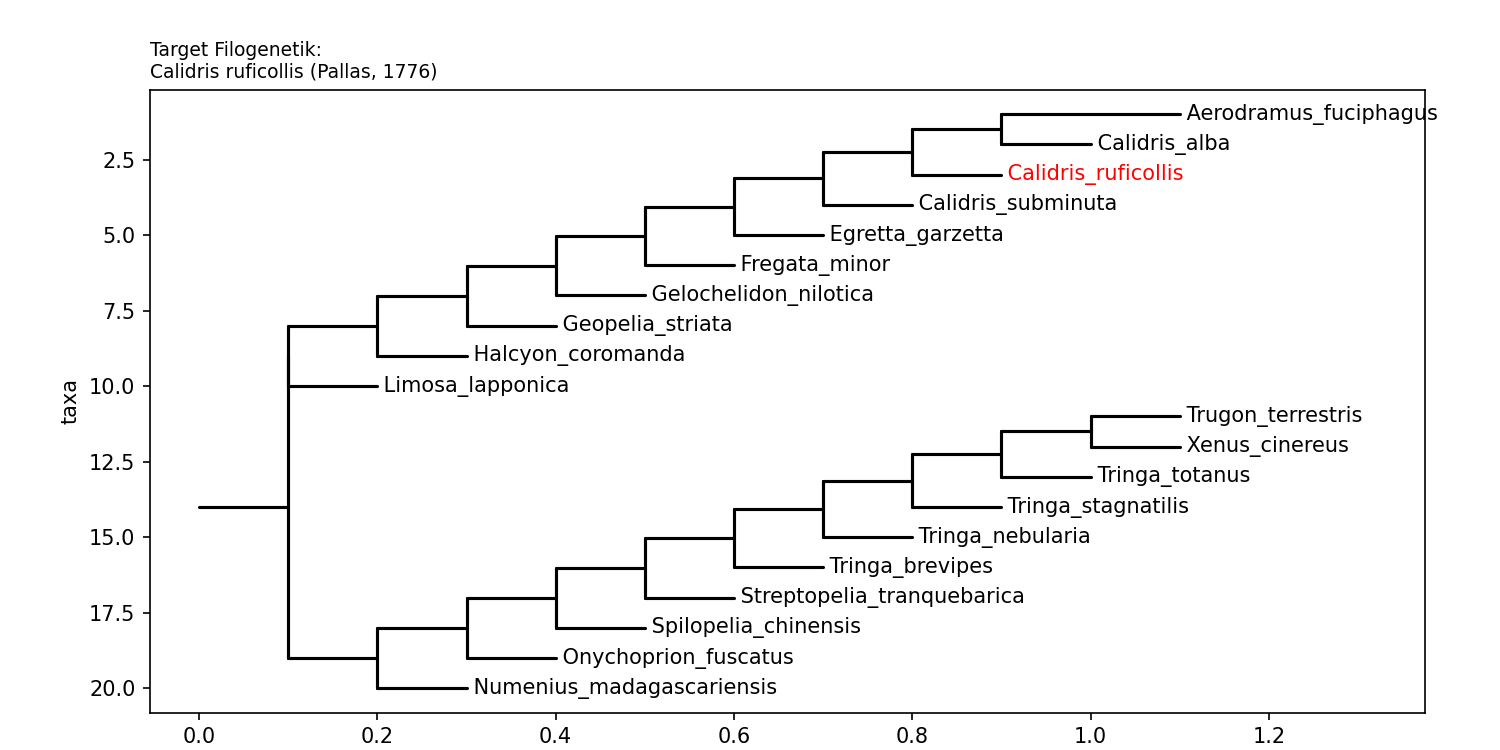 Target Filogenetik:
Calidris ruficollis (Pallas, 1776)
Aerodramus_fuciphagus
Calidris_alba
2.5
Calidris_ruficollis
Calidris_subminuta
5.0
Egretta_garzetta
Fregata_minor
Gelochelidon_nilotica
7.5
Geopelia_striata
Halcyon_coromanda
taxa
10.0
Limosa_lapponica
Trugon_terrestris
Xenus_cinereus
12.5
Tringa_totanus
Tringa_stagnatilis
15.0
Tringa_nebularia
Tringa_brevipes
Streptopelia_tranquebarica
17.5
Spilopelia_chinensis
Onychoprion_fuscatus
20.0
Numenius_madagascariensis
0.0 0.2 0.4 0.6 0.8 1.0 1.2